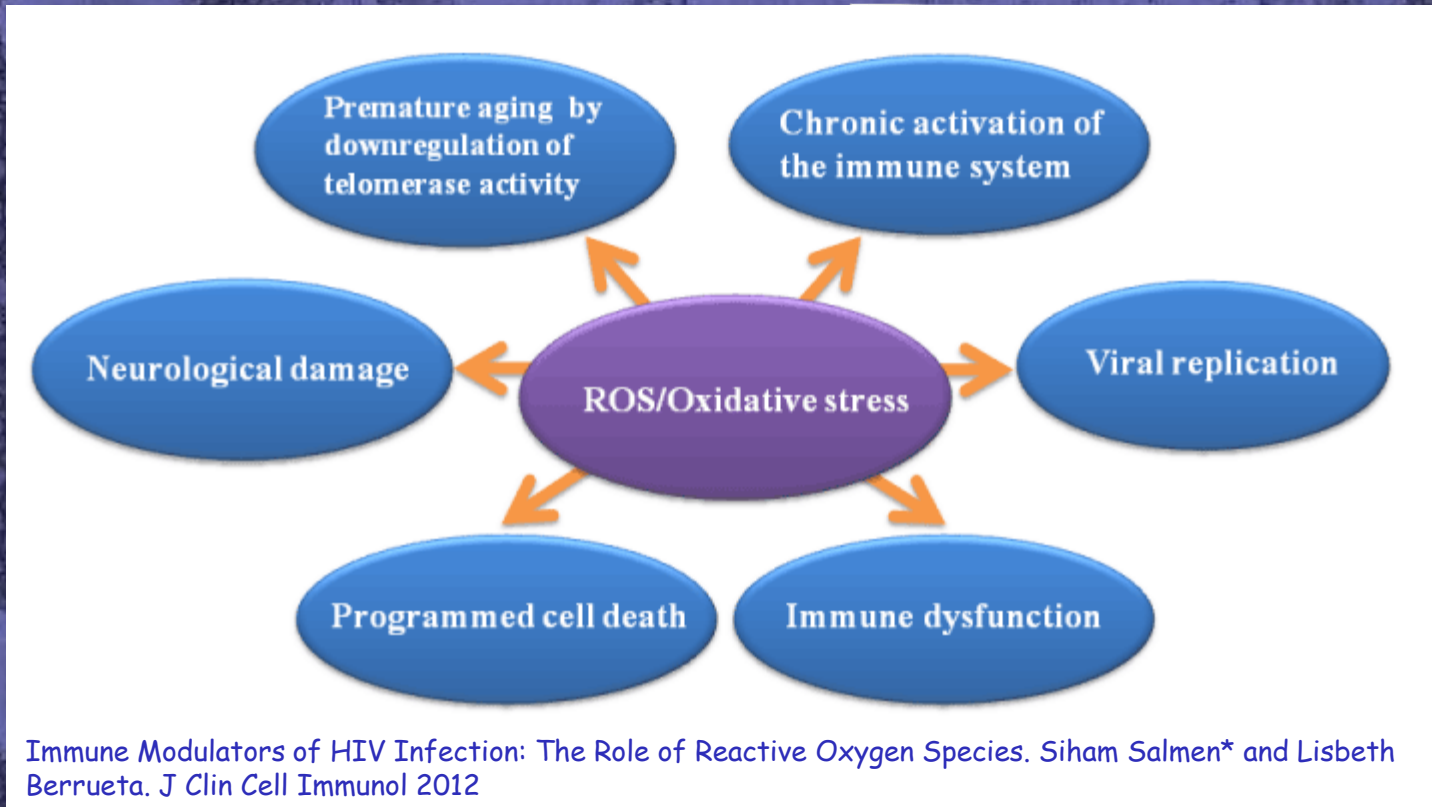 Premature aging by
downregulation of
telomerase activity
Chronic activation of
the immune system
Neurological damage
ROS/Oxidative stress
Viral replication
Programmed cell death
Immune dysfunction
Immune Modulators of HIV Infection: The Role of Reactive Oxygen Species. Siham Salmen* and Lisbeth
Berrueta. J Clin Cell Immunol 2012